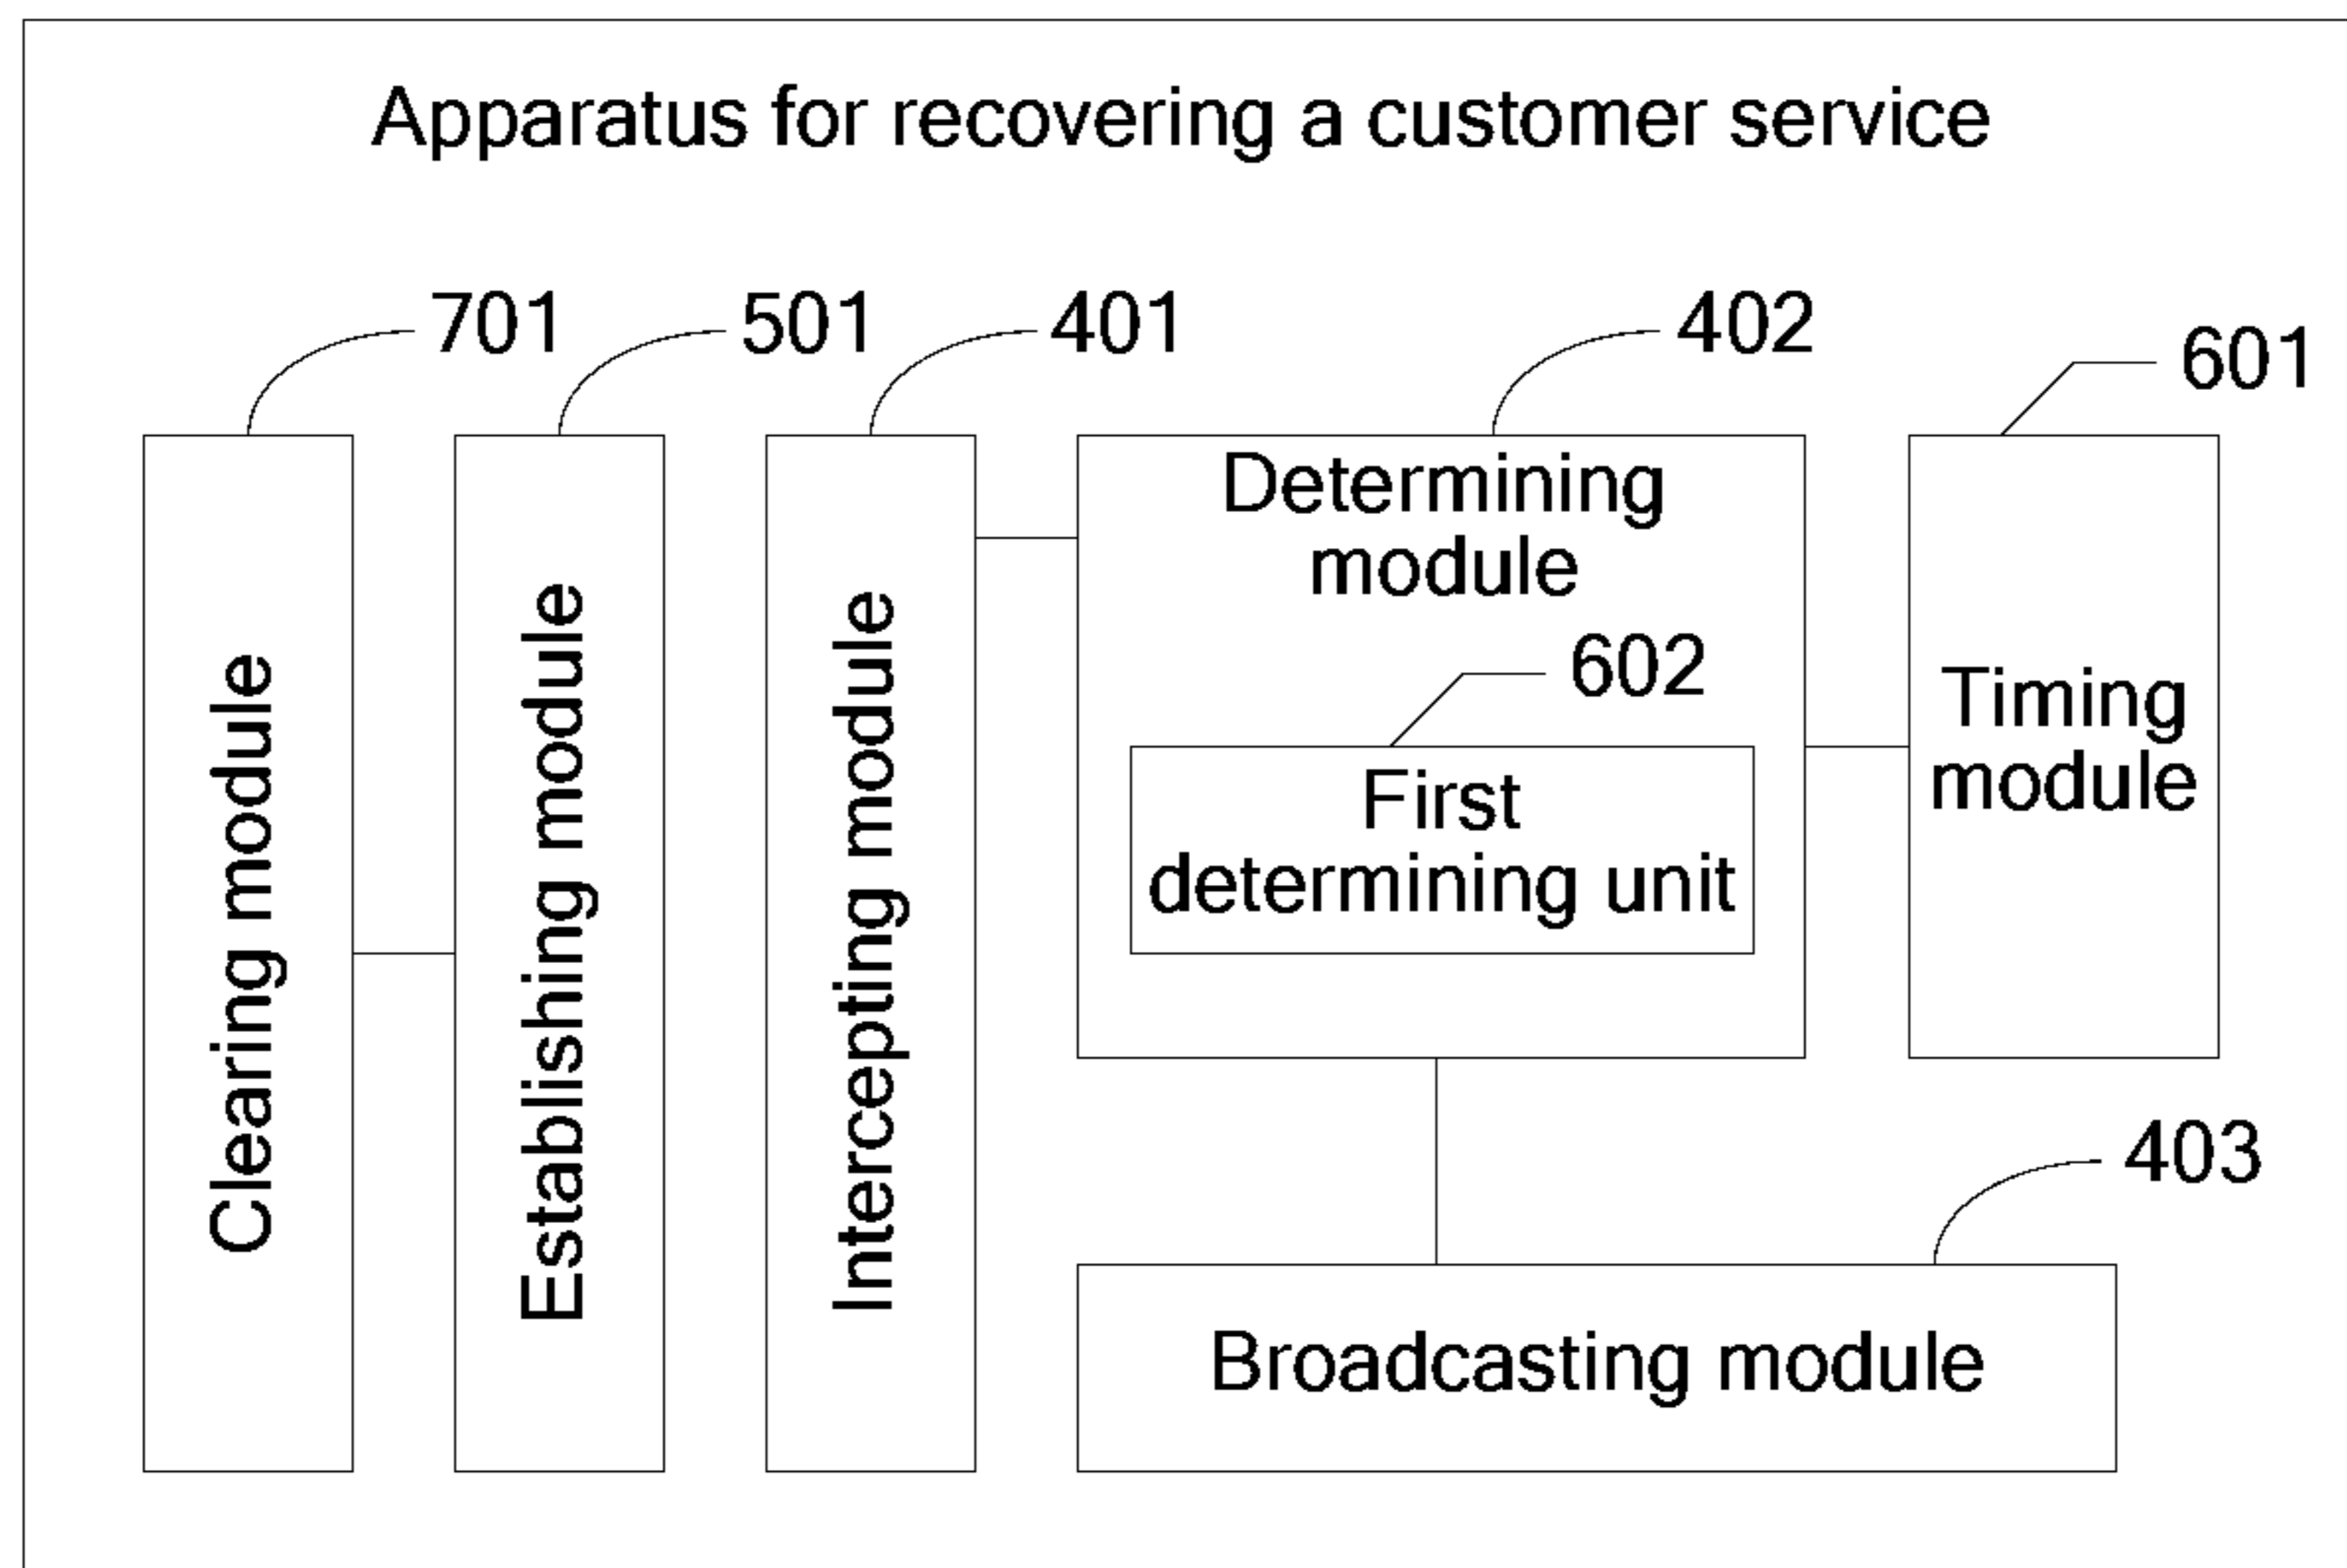 Apparatus for recovering a customer service
701
501
401
402
601
Clearing module
Establishing module
Intercepting module
Determining
module
602
First
determining unit
Timing
module
403
Broadcasting module